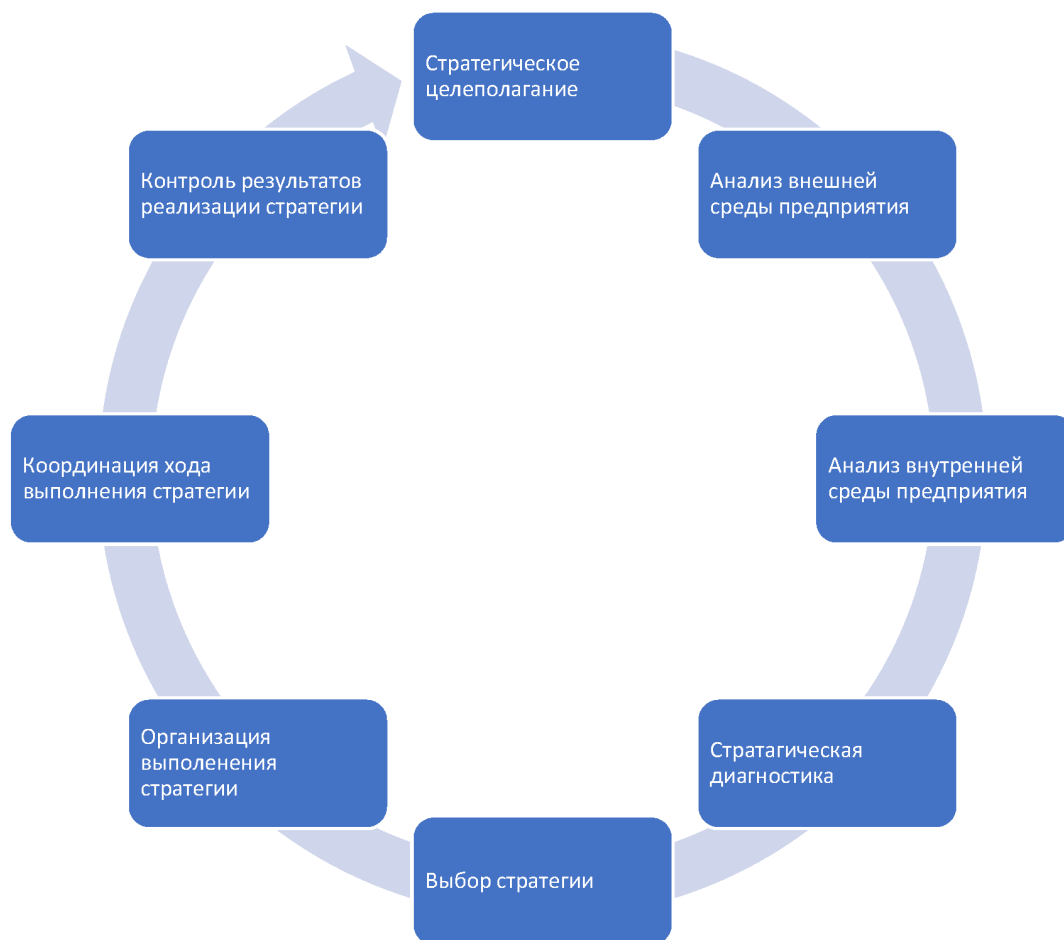 Стратегическое
целеполагание
Анализ внешней
среды предприятия
Анализ внутренней
среды предприятия
Стратагическая
диагностика
Выбор стратегии
Организация
выполенения
стратегии
Координация хода
выполнения стратегии
Контроль результатов
реализации стратегии